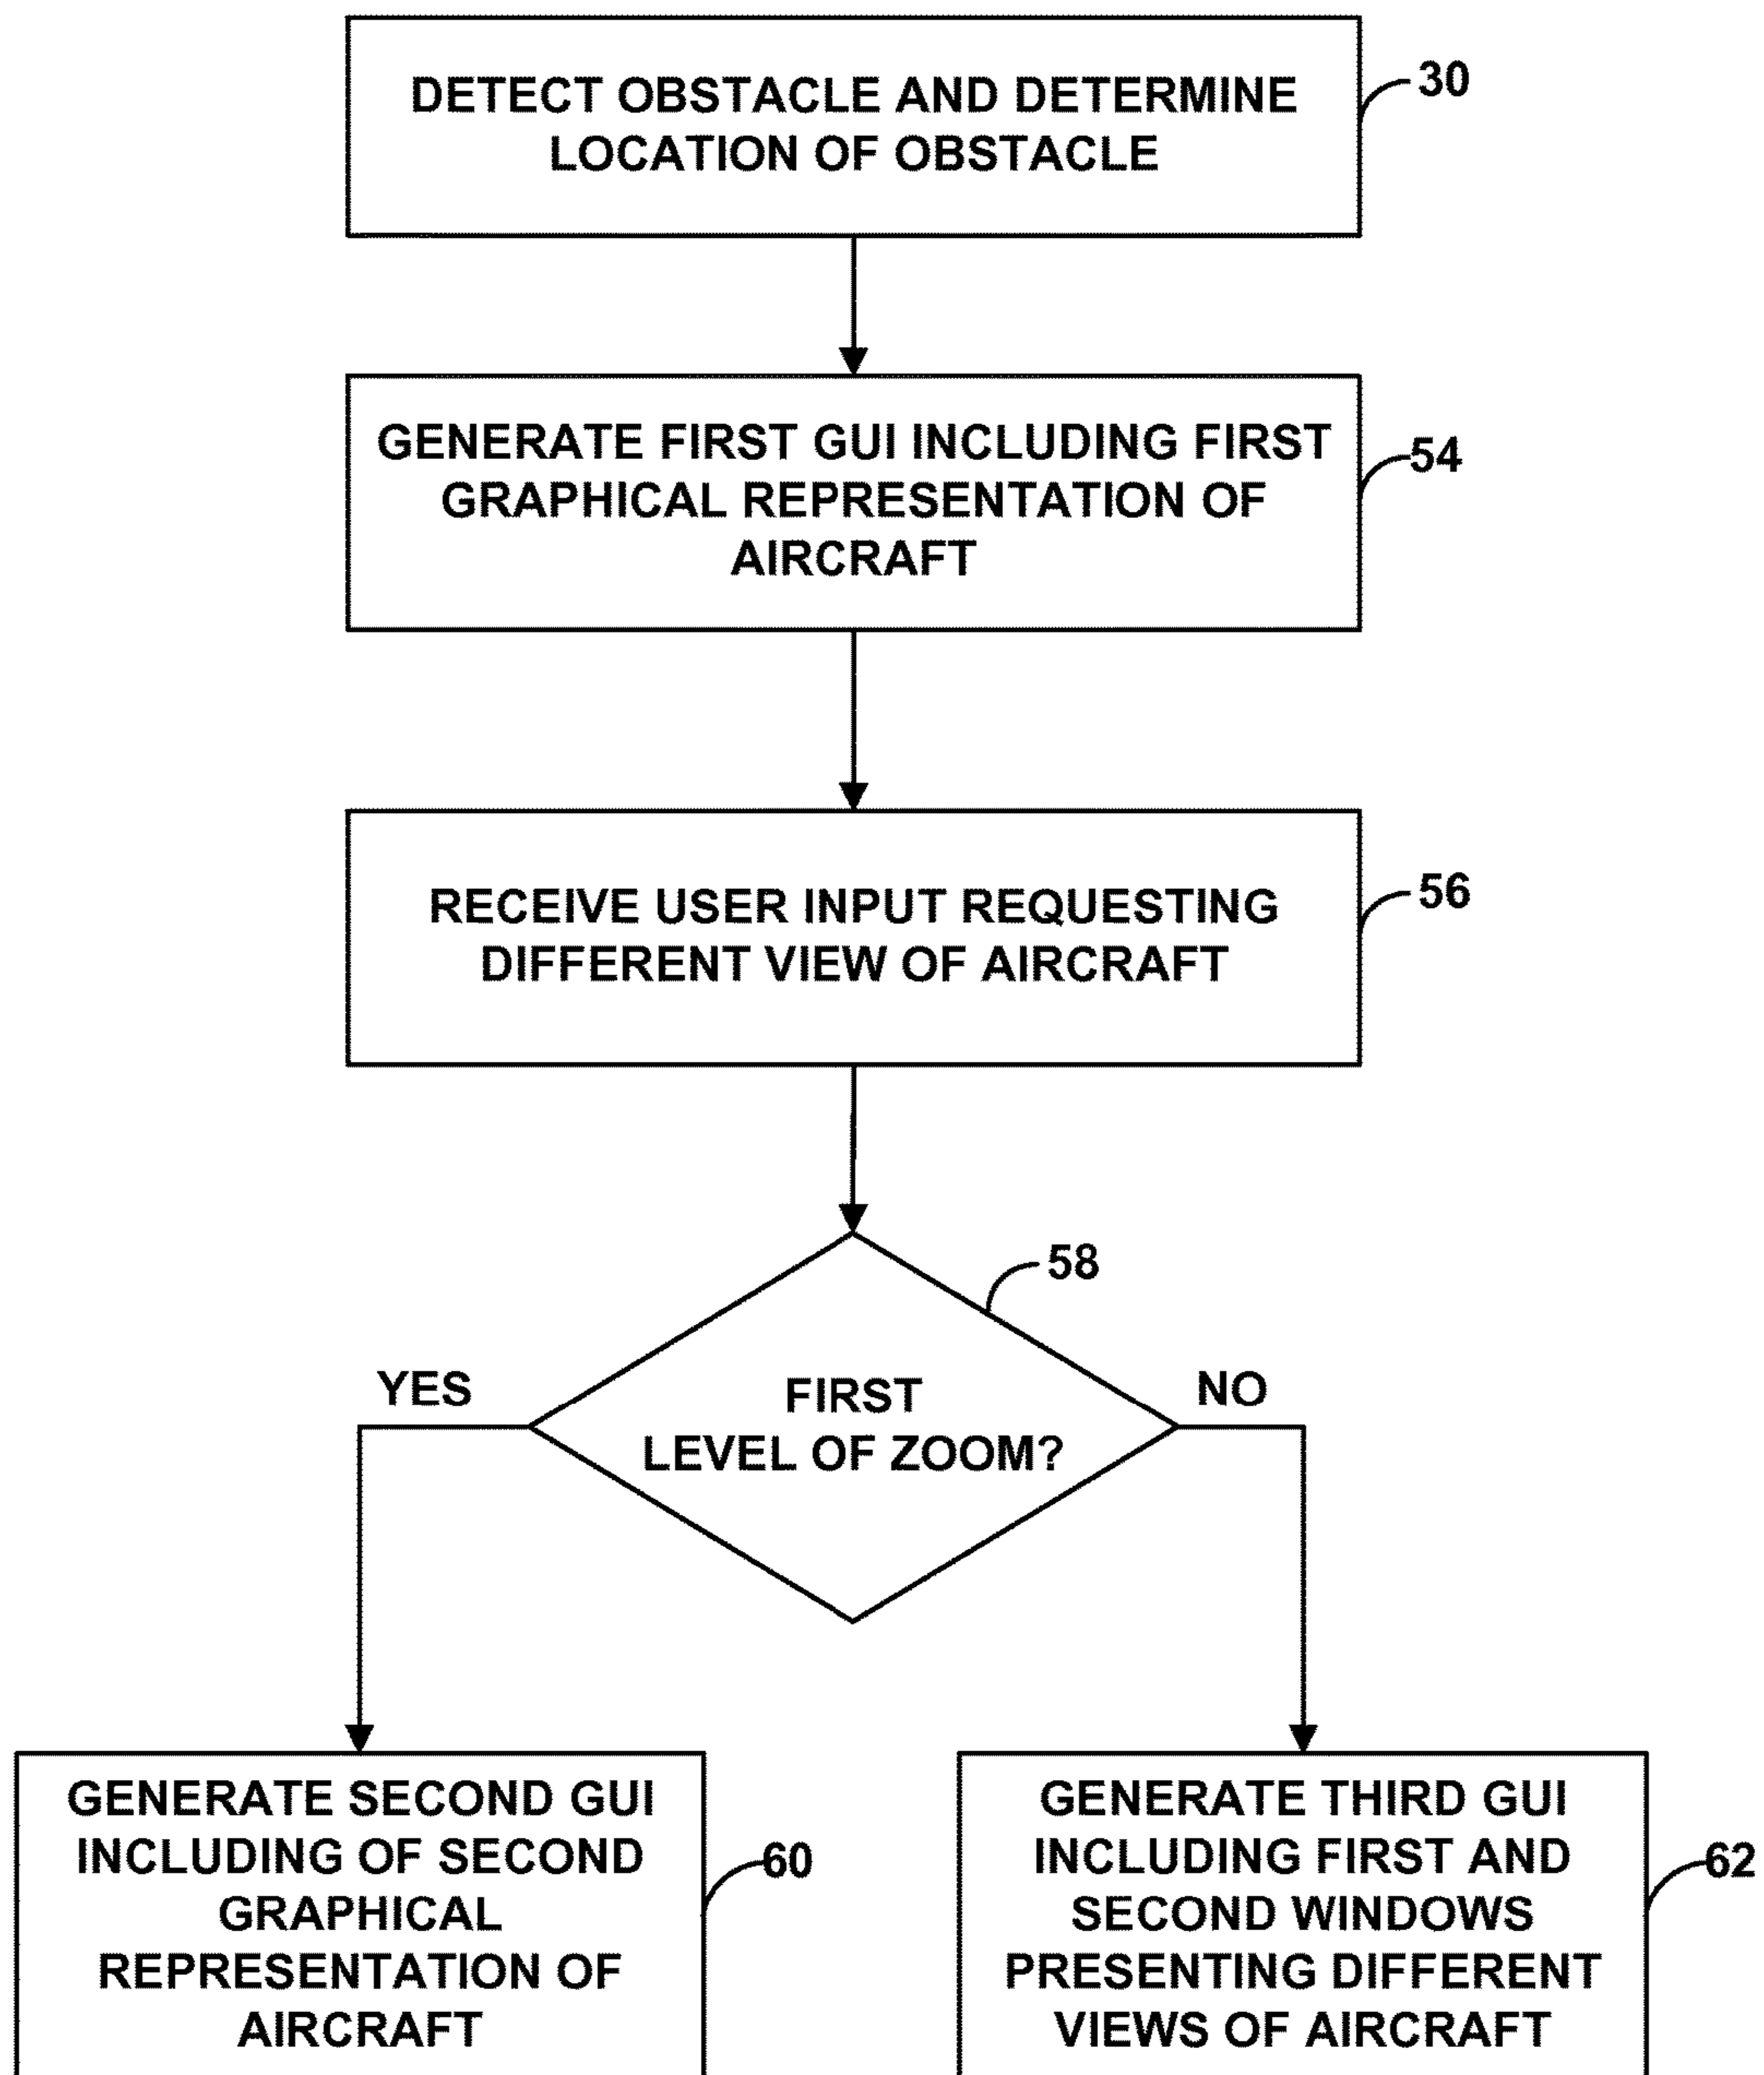 DETECT OBSTACLE AND DETERMINE
LOCATION OF OBSTACLE
30
GENERATE FIRST GUI INCLUDING FIRST
GRAPHICAL REPRESENTATION OF
AIRCRAFT
54
RECEIVE USER INPUT REQUESTING
DIFFERENT VIEW OF AIRCRAFT
56
58
YES
FIRST
LEVEL OF ZOOM?
NO
GENERATE SECOND GUI
INCLUDING OF SECOND
GRAPHICAL
REPRESENTATION OF
AIRCRAFT
60
GENERATE THIRD GUI
INCLUDING FIRST AND
SECOND WINDOWS
PRESENTING DIFFERENT
VIEWS OF AIRCRAFT
62